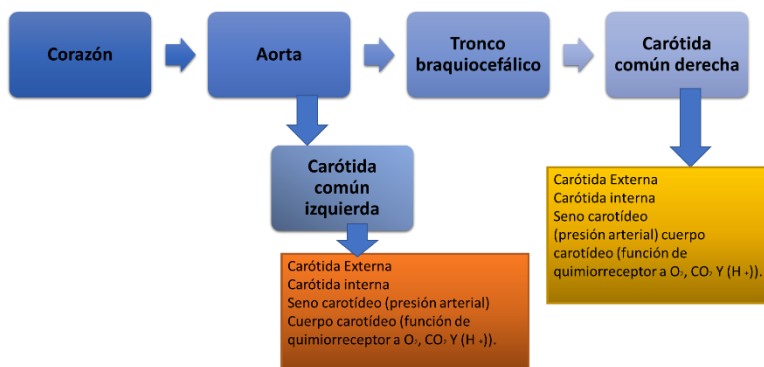 Corazón
Aorta
Tronco
braquiocefálico
Carótida
común derecha
Carótida
común
izquierda
Carótida Externa
Carótida interna
Seno carotídeo
(presión arterial) cuerpo
carotídeo (función de
quimiorreceptor a O₂, CO₂ Y (H +)).
Carótida Externa
Carótida interna
Seno carotídeo (presión arterial)
Cuerpo carotídeo (función de
quimiorreceptor a O₂, CO₂ Y (H +)).